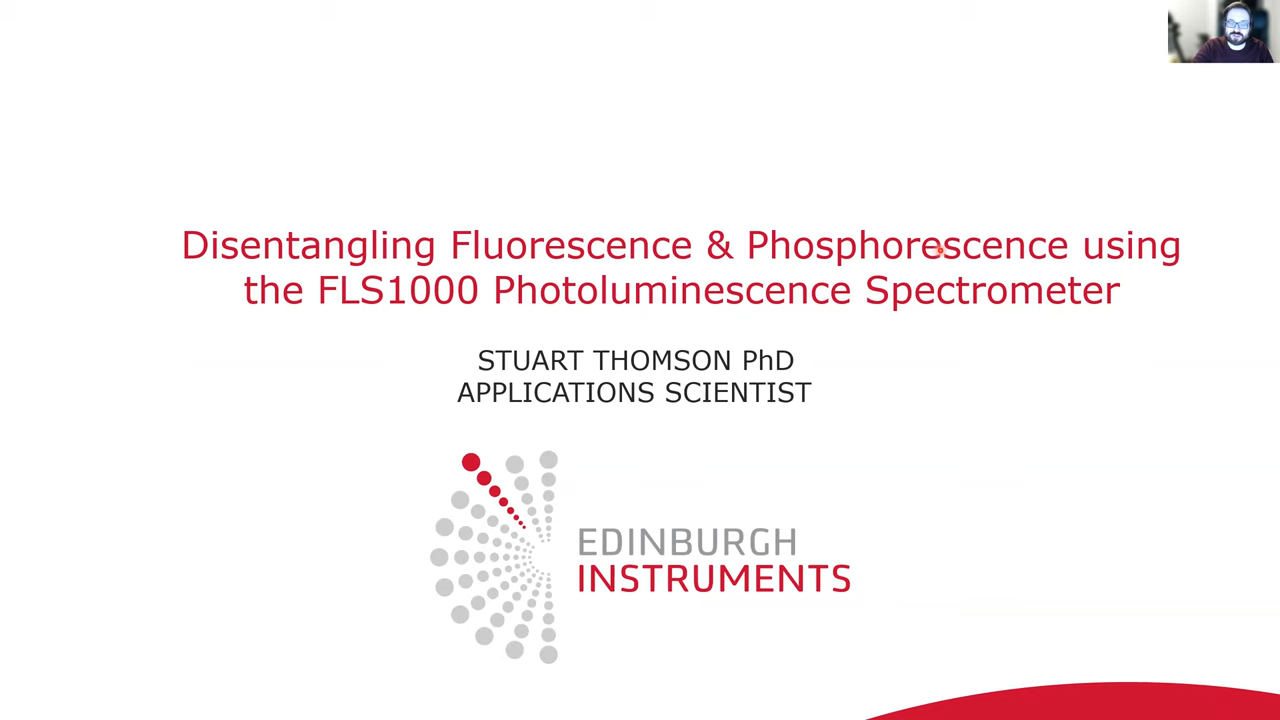 Disentangling Fluorescence & Phosphorescence using
the FLS1000 Photoluminescence Spectrometer
STUART THOMSON PhD
APPLICATIONS SCIENTIST
EDINBURGH
INSTRUMENTS